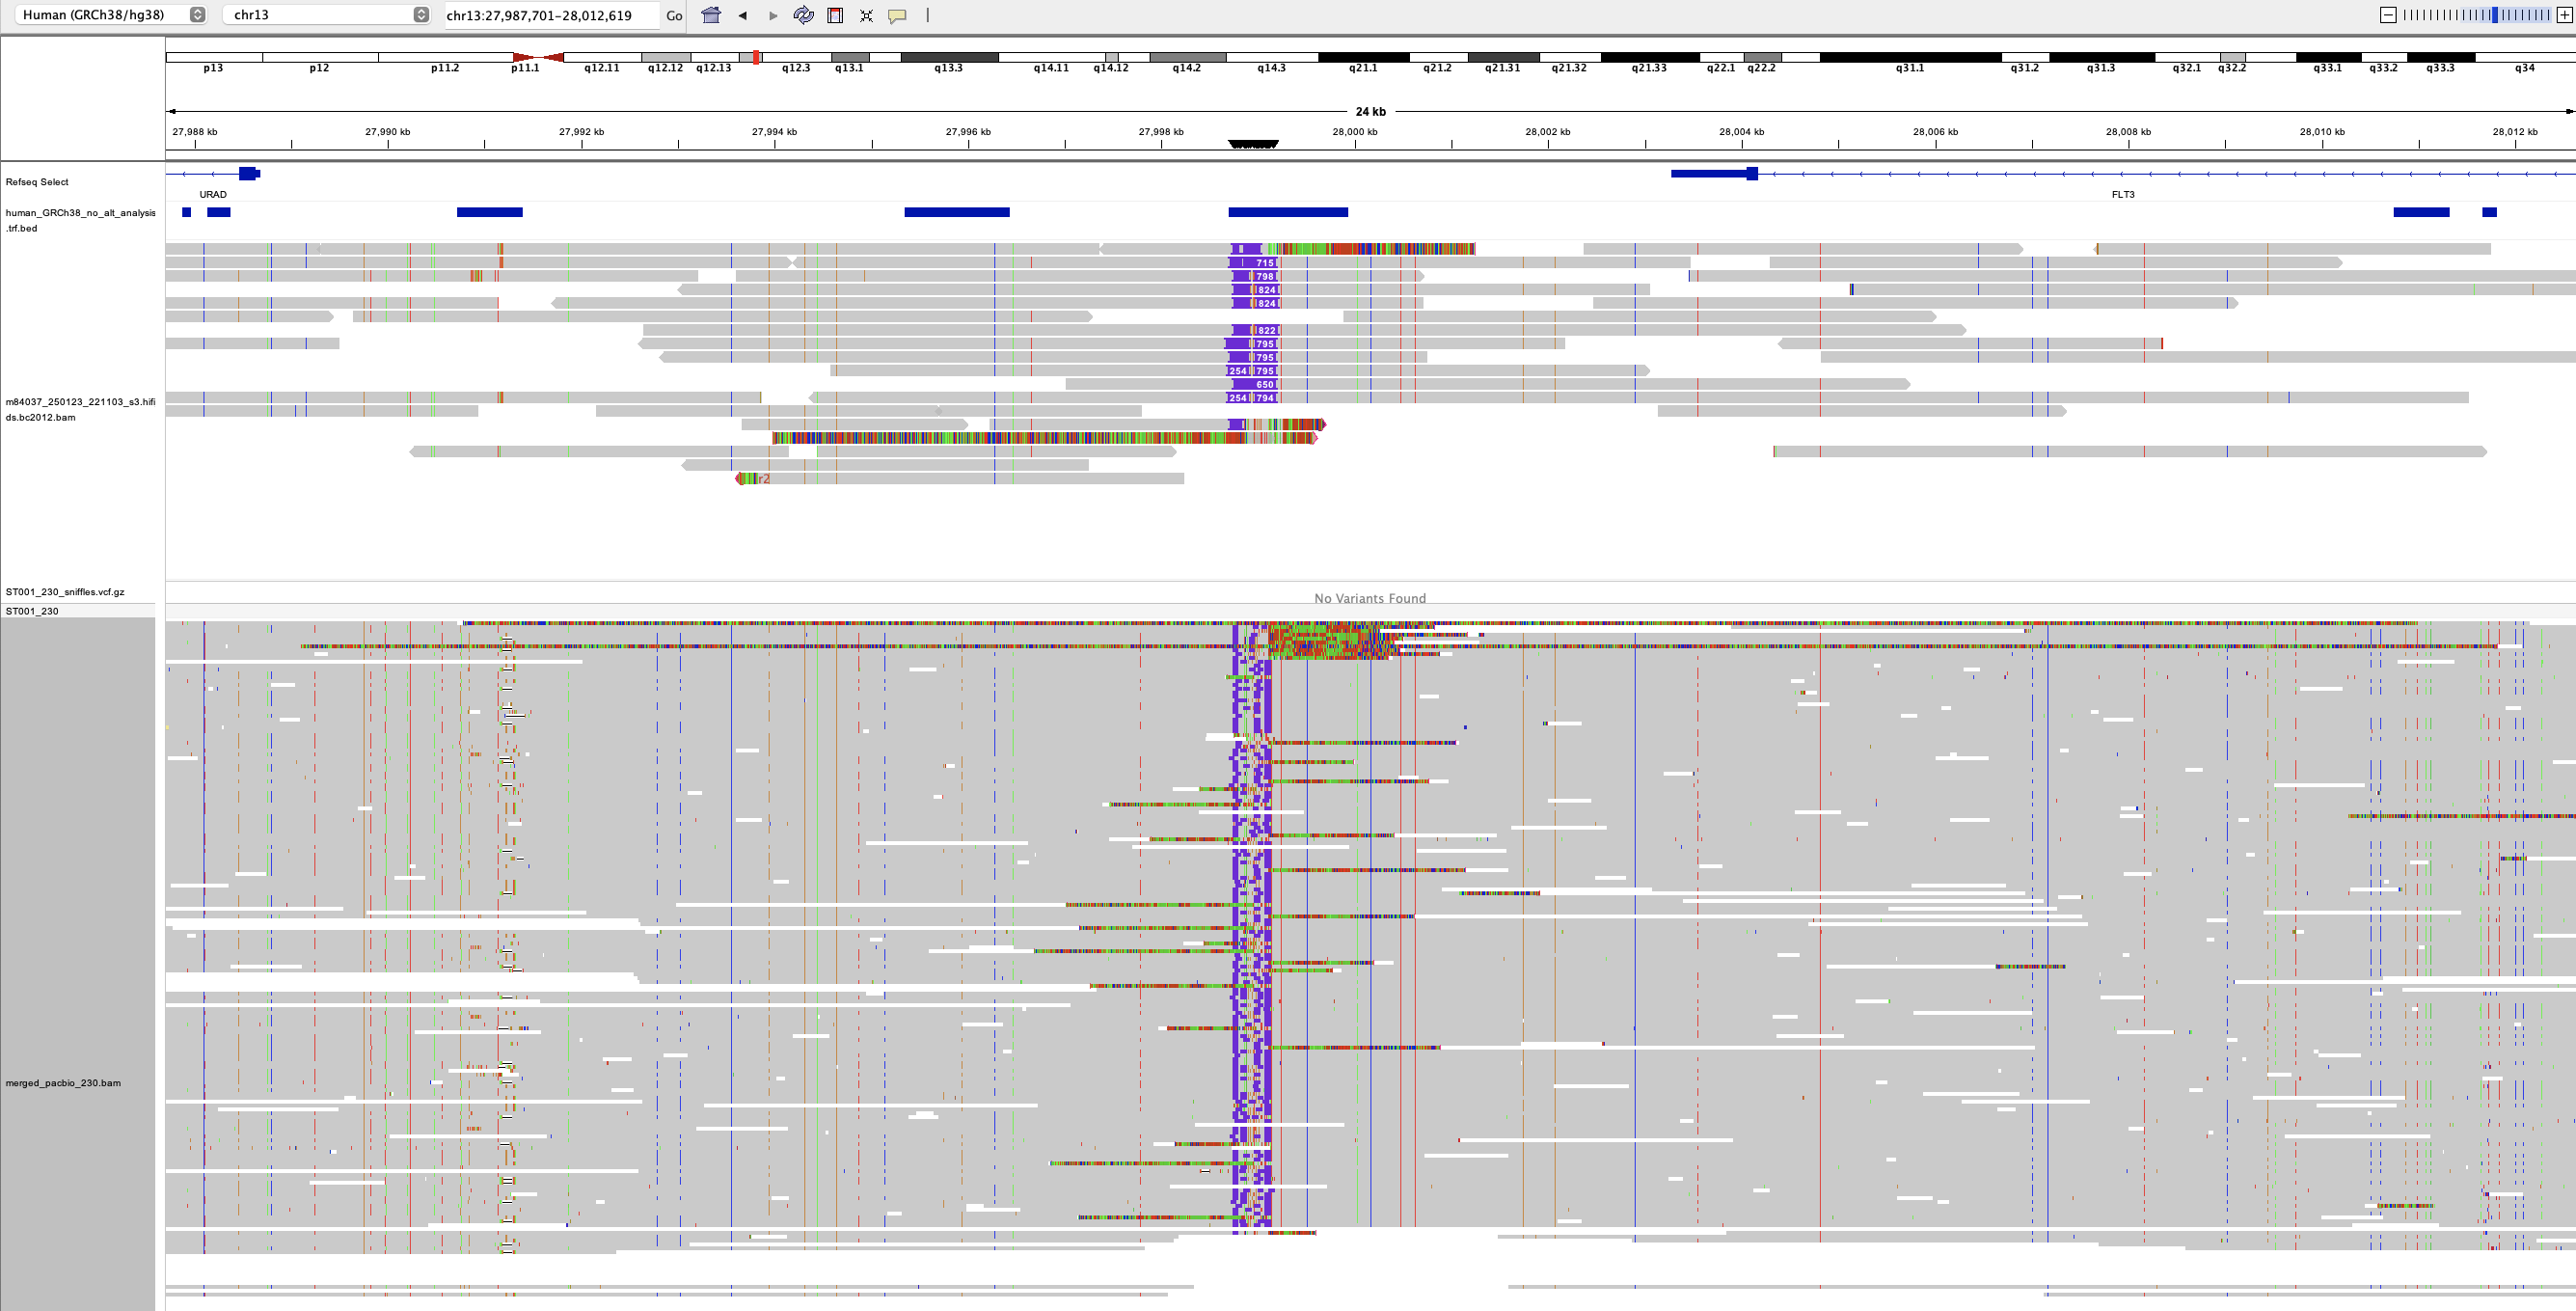 Human (GRCh38/hg38) chr13 chr13:27,987,701-28,012,619 Go
p13 p12 p11.2 p11.1 q12.11 q12.12 q12.13 q12.3 q13.1 q13.3 q14.11 q14.12 q14.2 q14.3 q21.1 q21.2 q21.31 q21.32 q21.33 q22.1 q22.2 q31.1 q31.2 q31.3 q32.1 q32.2 q33.1 q33.2 q33.3 q34
24 kb
27,988 kb 27,990 kb 27,992 kb 27,994 kb 27,996 kb 27,998 kb 28,000 kb 28,002 kb 28,004 kb 28,006 kb 28,008 kb 28,010 kb 28,012 kb
Refseq Select
URAD FLT3
human_GRCh38_no_alt_analysis
.trf.bed
715
798
824
824
822
795
795
254 795
650
m84037_250123_221103_s3.hifi
254 794
ds.bc2012.bam
r2
ST001_230_sniffles.vcf.gz
No Variants Found
ST001_230
merged_pacbio_230.bam